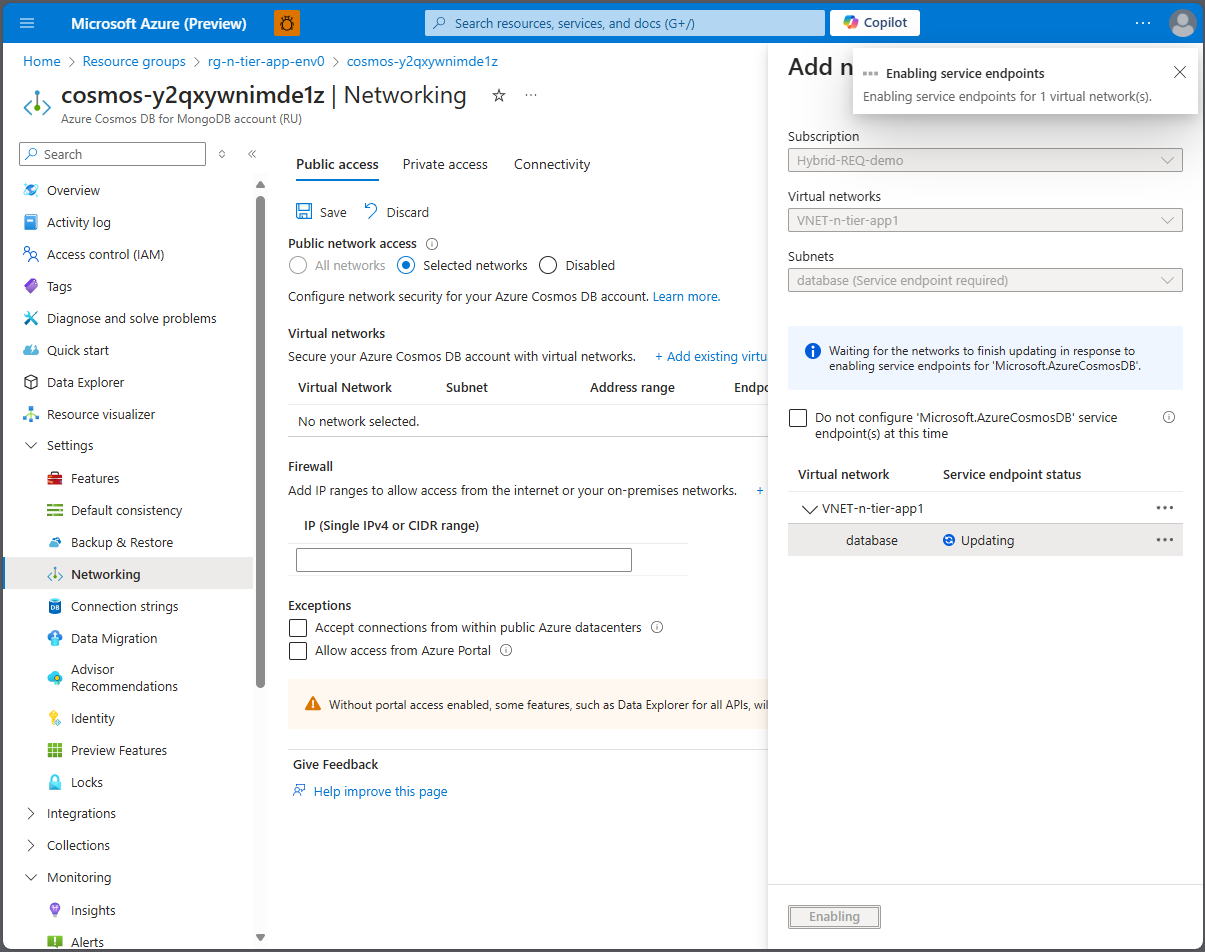 Microsoft Azure (Preview)
Search resources, services, and docs (G+/)
Copilot
Home > Resource groups > rg-n-tier-app-env0 > cosmos-y2qxywnimde1z
cosmos-y2qxywnimde1z | Networking
Azure Cosmos DB for MongoDB account (RU)
Search
Overview
Activity log
Access control (IAM)
Tags
Diagnose and solve problems
Quick start
Data Explorer
Resource visualizer
Settings
Features
Default consistency
Backup & Restore
Networking
Connection strings
Data Migration
Advisor
Recommendations
Identity
Preview Features
Locks
Integrations
Collections
Monitoring
Insights
Alerts
Public access
Private access
Connectivity
Save
Discard
Public network access
All networks
Selected networks
Disabled
Configure network security for your Azure Cosmos DB account. Learn more.
Virtual networks
Secure your Azure Cosmos DB account with virtual networks. + Add existing virtu
Virtual Network Subnet Address range Endpo
No network selected.
Firewall
Add IP ranges to allow access from the internet or your on-premises networks. +
IP (Single IPv4 or CIDR range)
Exceptions
Accept connections from within public Azure datacenters
Allow access from Azure Portal
Without portal access enabled, some features, such as Data Explorer for all APIs, wil
Give Feedback
Help improve this page
Add n
Enabling service endpoints
Enabling service endpoints for 1 virtual network(s).
Subscription
Hybrid-REQ-demo
Virtual networks
VNET-n-tier-app1
Subnets
database (Service endpoint required)
Waiting for the networks to finish updating in response to
enabling service endpoints for 'Microsoft.AzureCosmosDB'.
Do not configure 'Microsoft.AzureCosmosDB' service
endpoint(s) at this time
Virtual network Service endpoint status
VNET-n-tier-app1
database Updating
Enabling